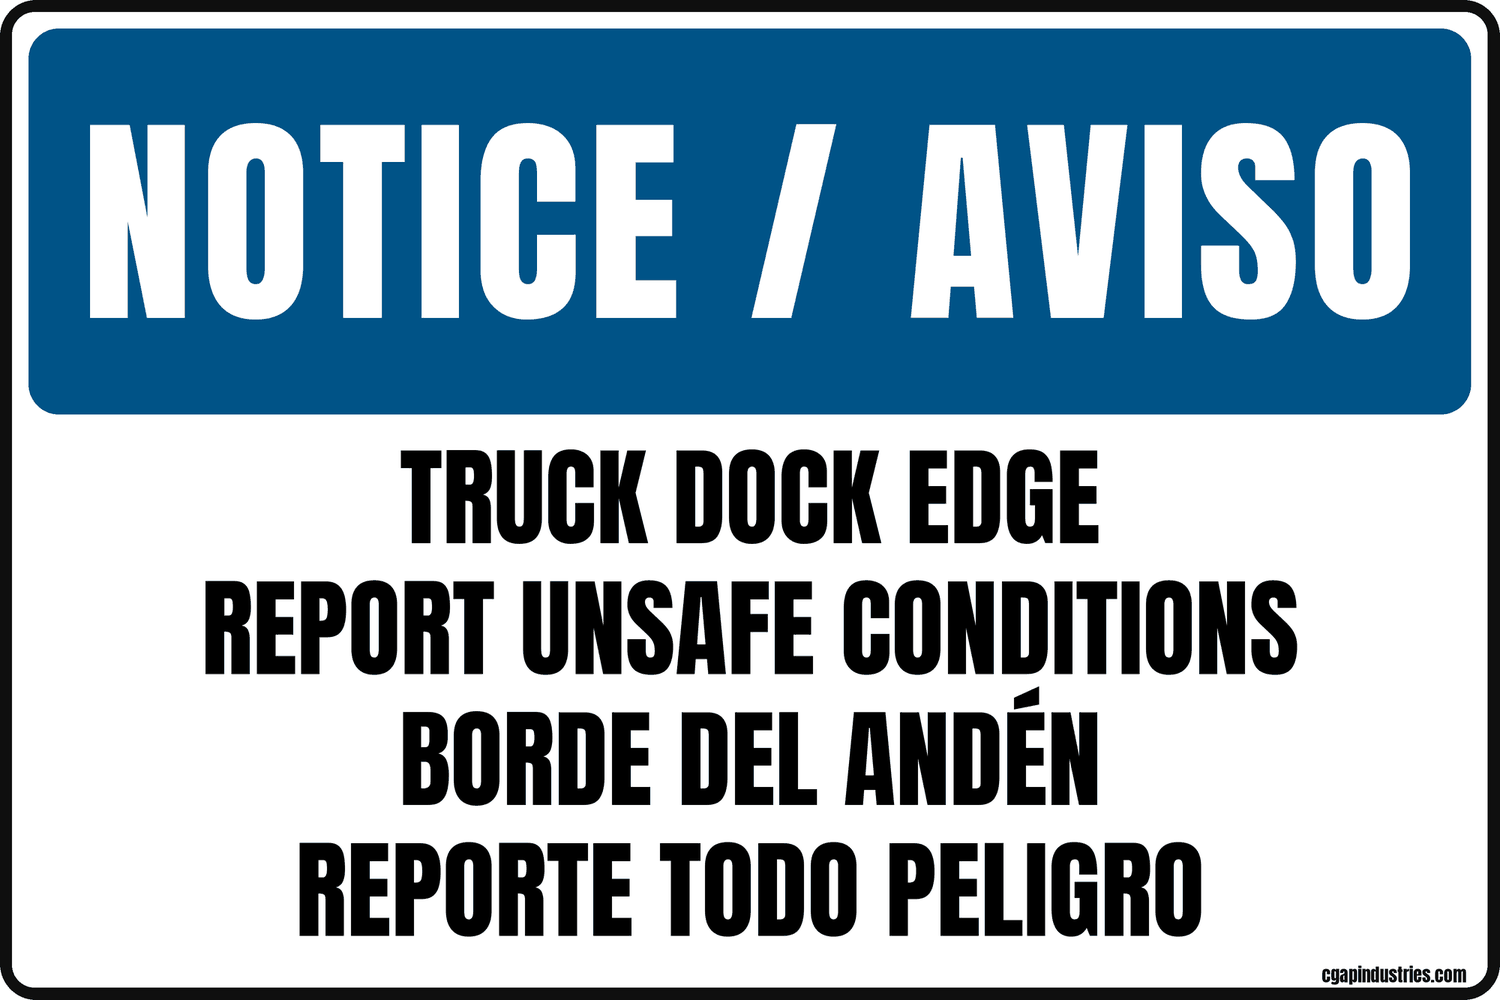 NOTICE / AVISO
TRUCK DOCK EDGE
REPORT UNSAFE CONDITIONS
BORDE DEL ANDÉN
REPORTE TODO PELIGRO
cgapindustries.com